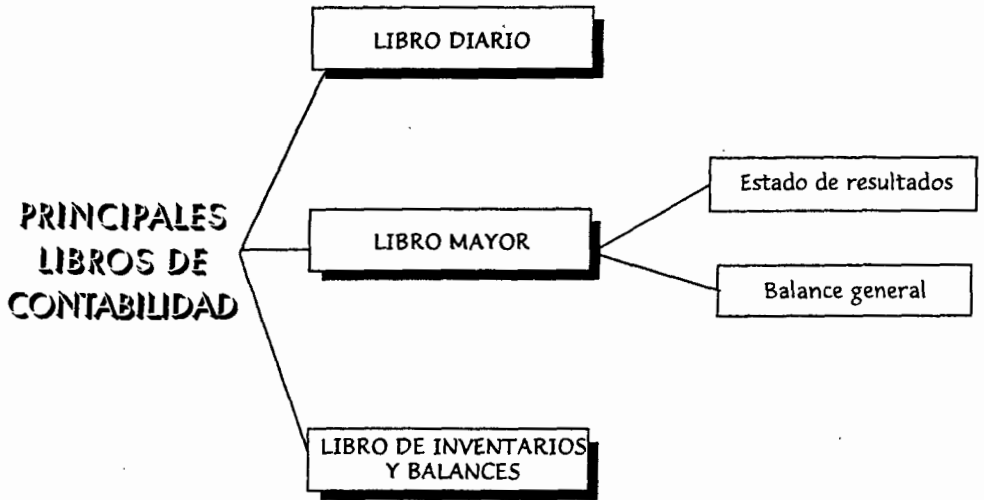 PRINCIPALES
LIBROS DE
CONTABILIDAD
LIBRO DIARIO
LIBRO MAYOR
Estado de resultados
Balance general
LIBRO DE INVENTARIOS
Y BALANCES